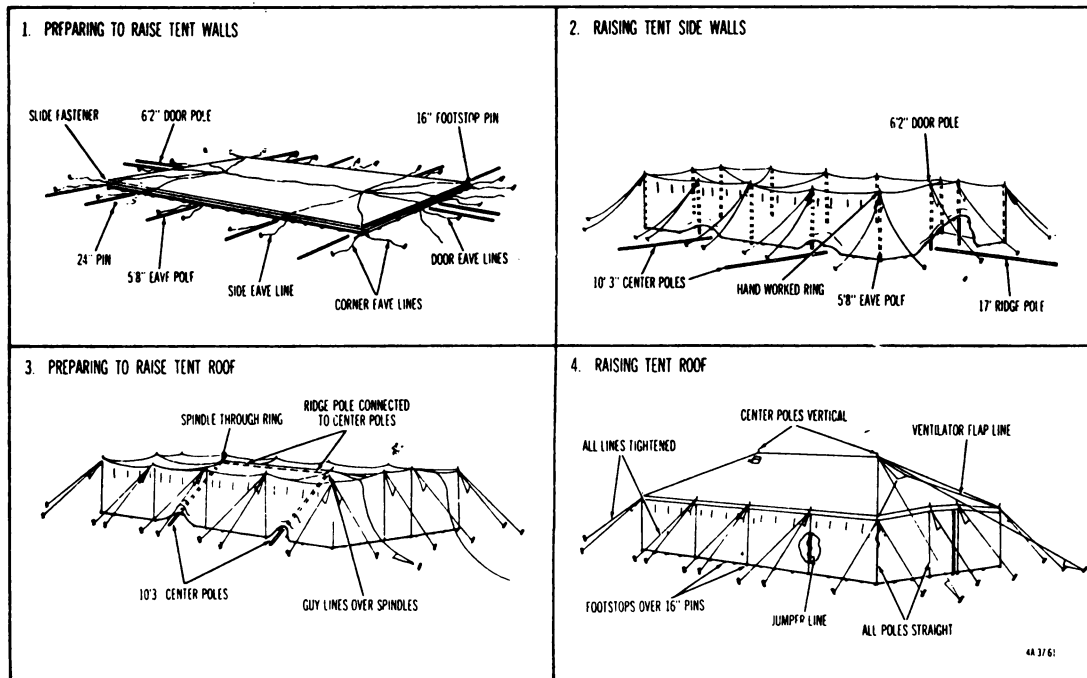 1. PREPARING TO RAISE TENT WALLS
SLIDE FASTENER
6'2" DOOR POLE
16" FOOTSTOP PIN
24" PIN
5'8" EAVE POLE
SIDE EAVE LINE
CORNER EAVE LINES
DOOR EAVE LINES
2. RAISING TENT SIDE WALLS
6'2" DOOR POLE
10' 3" CENTER POLES
HAND WORKED RING
5'8" EAVE POLE
17' RIDGE POLE
3. PREPARING TO RAISE TENT ROOF
SPINDLE THROUGH RING
RIDGE POLE CONNECTED
TO CENTER POLES
10'3 CENTER POLES
GUY LINES OVER SPINDLES
4. RAISING TENT ROOF
CENTER POLES VERTICAL
ALL LINES TIGHTENED
VENTILATOR FLAP LINE
FOOTSTOPS OVER 16" PINS
JUMPER LINE
ALL POLES STRAIGHT
4A 3761